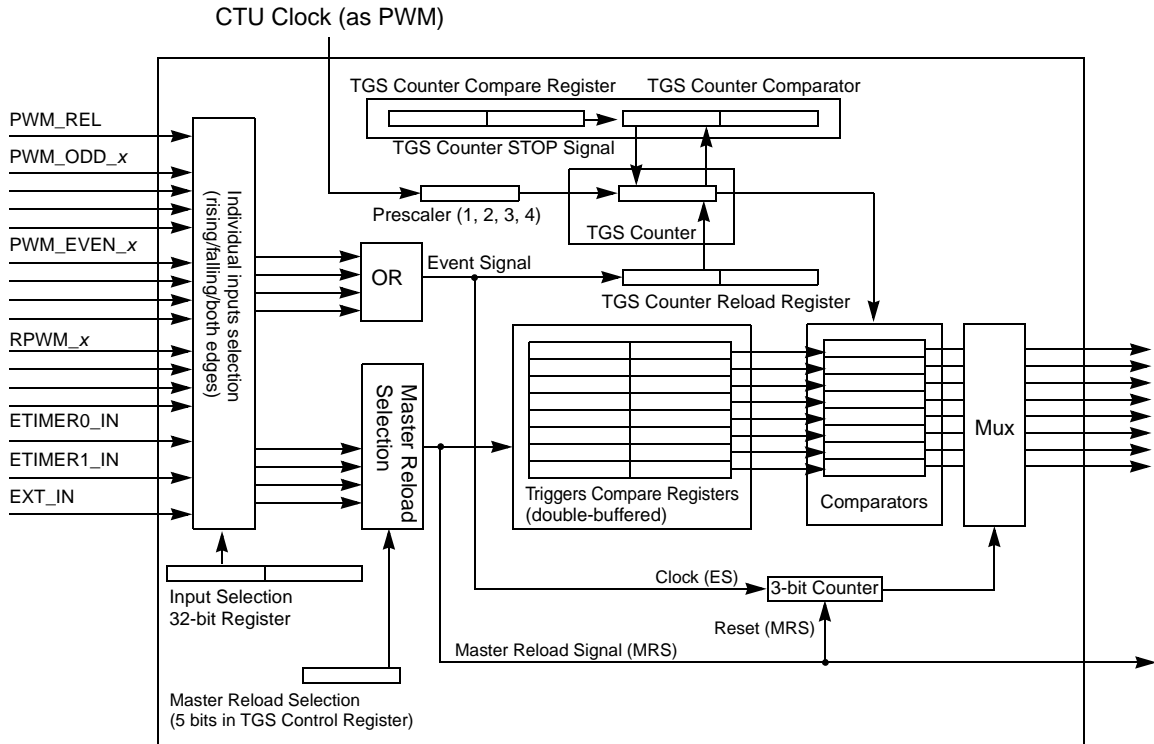 CTU Clock (as PWM)
TGS Counter Compare Register
TGS Counter Comparator
PWM_REL
PWM_ODD_x
PWM_EVEN_x
RPWM_x
ETIMER0_IN
ETIMER1_IN
EXT_IN
Individual inputs selection
(rising/falling/both edges)
TGS Counter STOP Signal
Prescaler (1, 2, 3, 4)
TGS Counter
OR
Event Signal
TGS Counter Reload Register
Master Reload
Selection
Triggers Compare Registers
(double-buffered)
Comparators
Mux
Input Selection
32-bit Register
Clock (ES)
3-bit Counter
Reset (MRS)
Master Reload Signal (MRS)
Master Reload Selection
(5 bits in TGS Control Register)